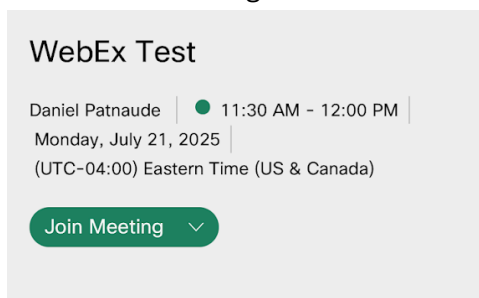 WebEx Test
Daniel Patnaude 11:30 AM - 12:00 PM
Monday, July 21, 2025
(UTC-04:00) Eastern Time (US & Canada)
Join Meeting